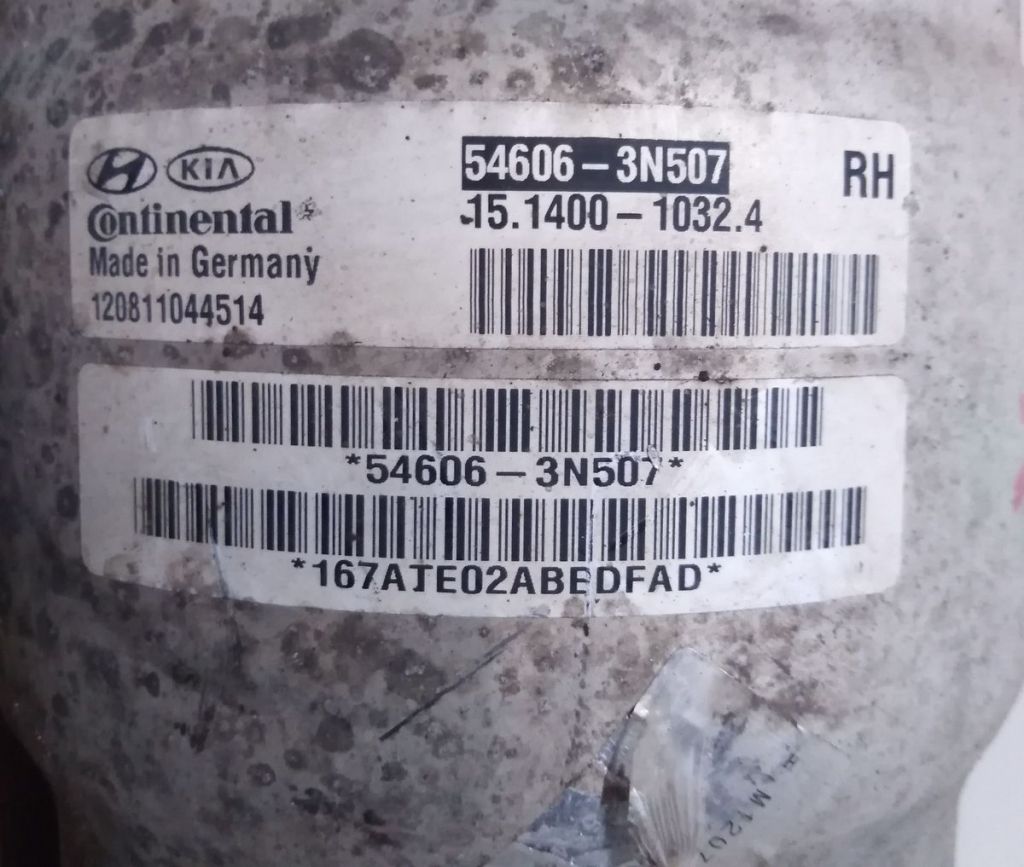 KIA
54606-3N507
RH
Continental
15.1400-1032.4
Made in Germany
120811044514
*54606-3N507*
*167ATE02ABEDFAD*